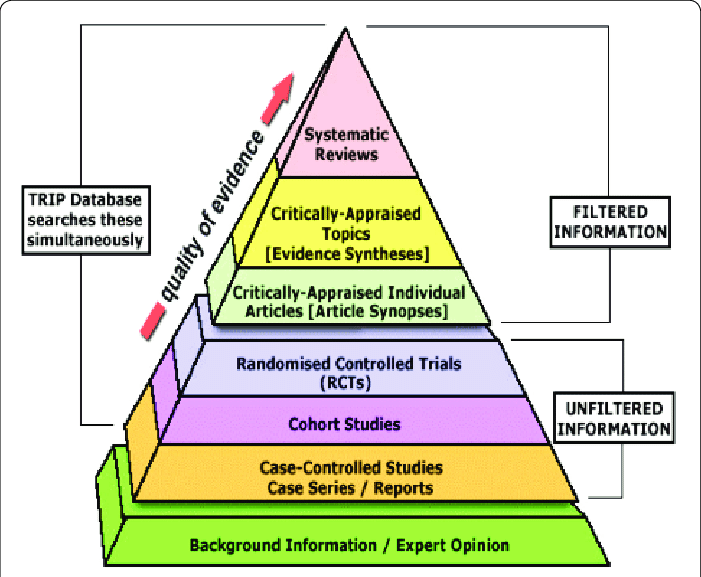 Systematic
Reviews
quality of evidence
TRIP Database
searches these
simultaneously
Critically-Appraised
Topics
[Evidence Syntheses]
FILTERED
INFORMATION
Critically-Appraised Individual
Articles [Article Synopses]
Randomised Controlled Trials
(RCTs)
Cohort Studies
UNFILTERED
INFORMATION
Case-Controlled Studies
Case Series / Reports
Background Information / Expert Opinion